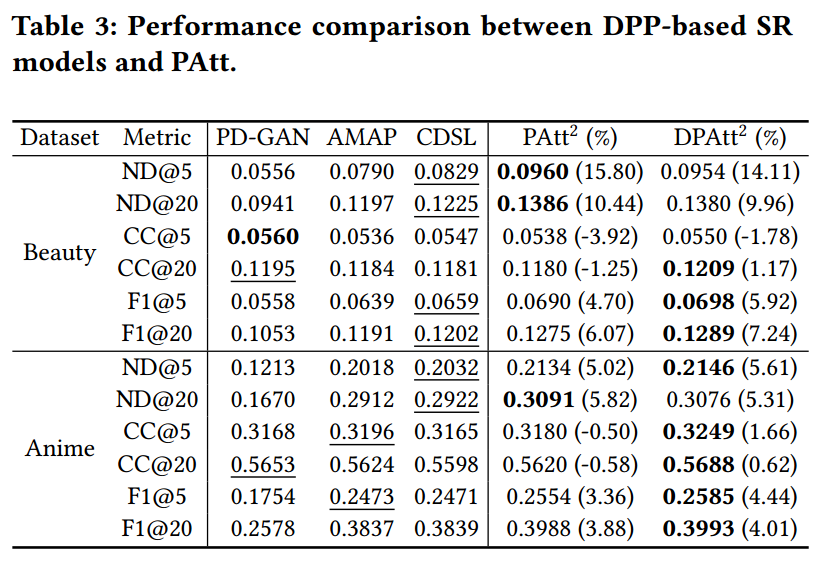 Table 3: Performance comparison between DPP-based SR
models and PAtt.
Dataset Metric PD-GAN AMAP CDSL PAtt² (%) DPAtt² (%)
Beauty
ND@5 0.0556 0.0790 0.0829 0.0960 (15.80) 0.0954 (14.11)
ND@20 0.0941 0.1197 0.1225 0.1386 (10.44) 0.1380 (9.96)
CC@5 0.0560 0.0536 0.0547 0.0538 (-3.92) 0.0550 (-1.78)
CC@20 0.1195 0.1184 0.1181 0.1180 (-1.25) 0.1209 (1.17)
F1@5 0.0558 0.0639 0.0659 0.0690 (4.70) 0.0698 (5.92)
F1@20 0.1053 0.1191 0.1202 0.1275 (6.07) 0.1289 (7.24)
Anime
ND@5 0.1213 0.2018 0.2032 0.2134 (5.02) 0.2146 (5.61)
ND@20 0.1670 0.2912 0.2922 0.3091 (5.82) 0.3076 (5.31)
CC@5 0.3168 0.3196 0.3165 0.3180 (-0.50) 0.3249 (1.66)
CC@20 0.5653 0.5624 0.5598 0.5620 (-0.58) 0.5688 (0.62)
F1@5 0.1754 0.2473 0.2471 0.2554 (3.36) 0.2585 (4.44)
F1@20 0.2578 0.3837 0.3839 0.3988 (3.88) 0.3993 (4.01)